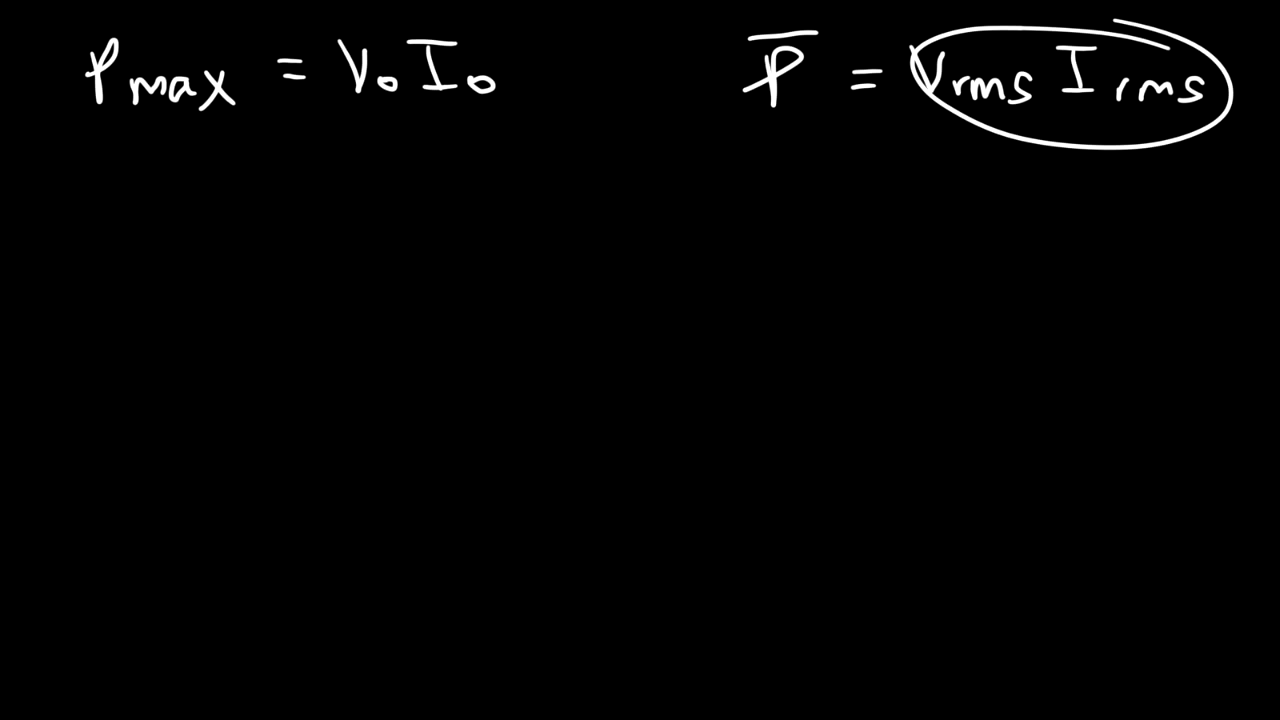 Pmax = V₀I₀
P̅ = Vrms Irms